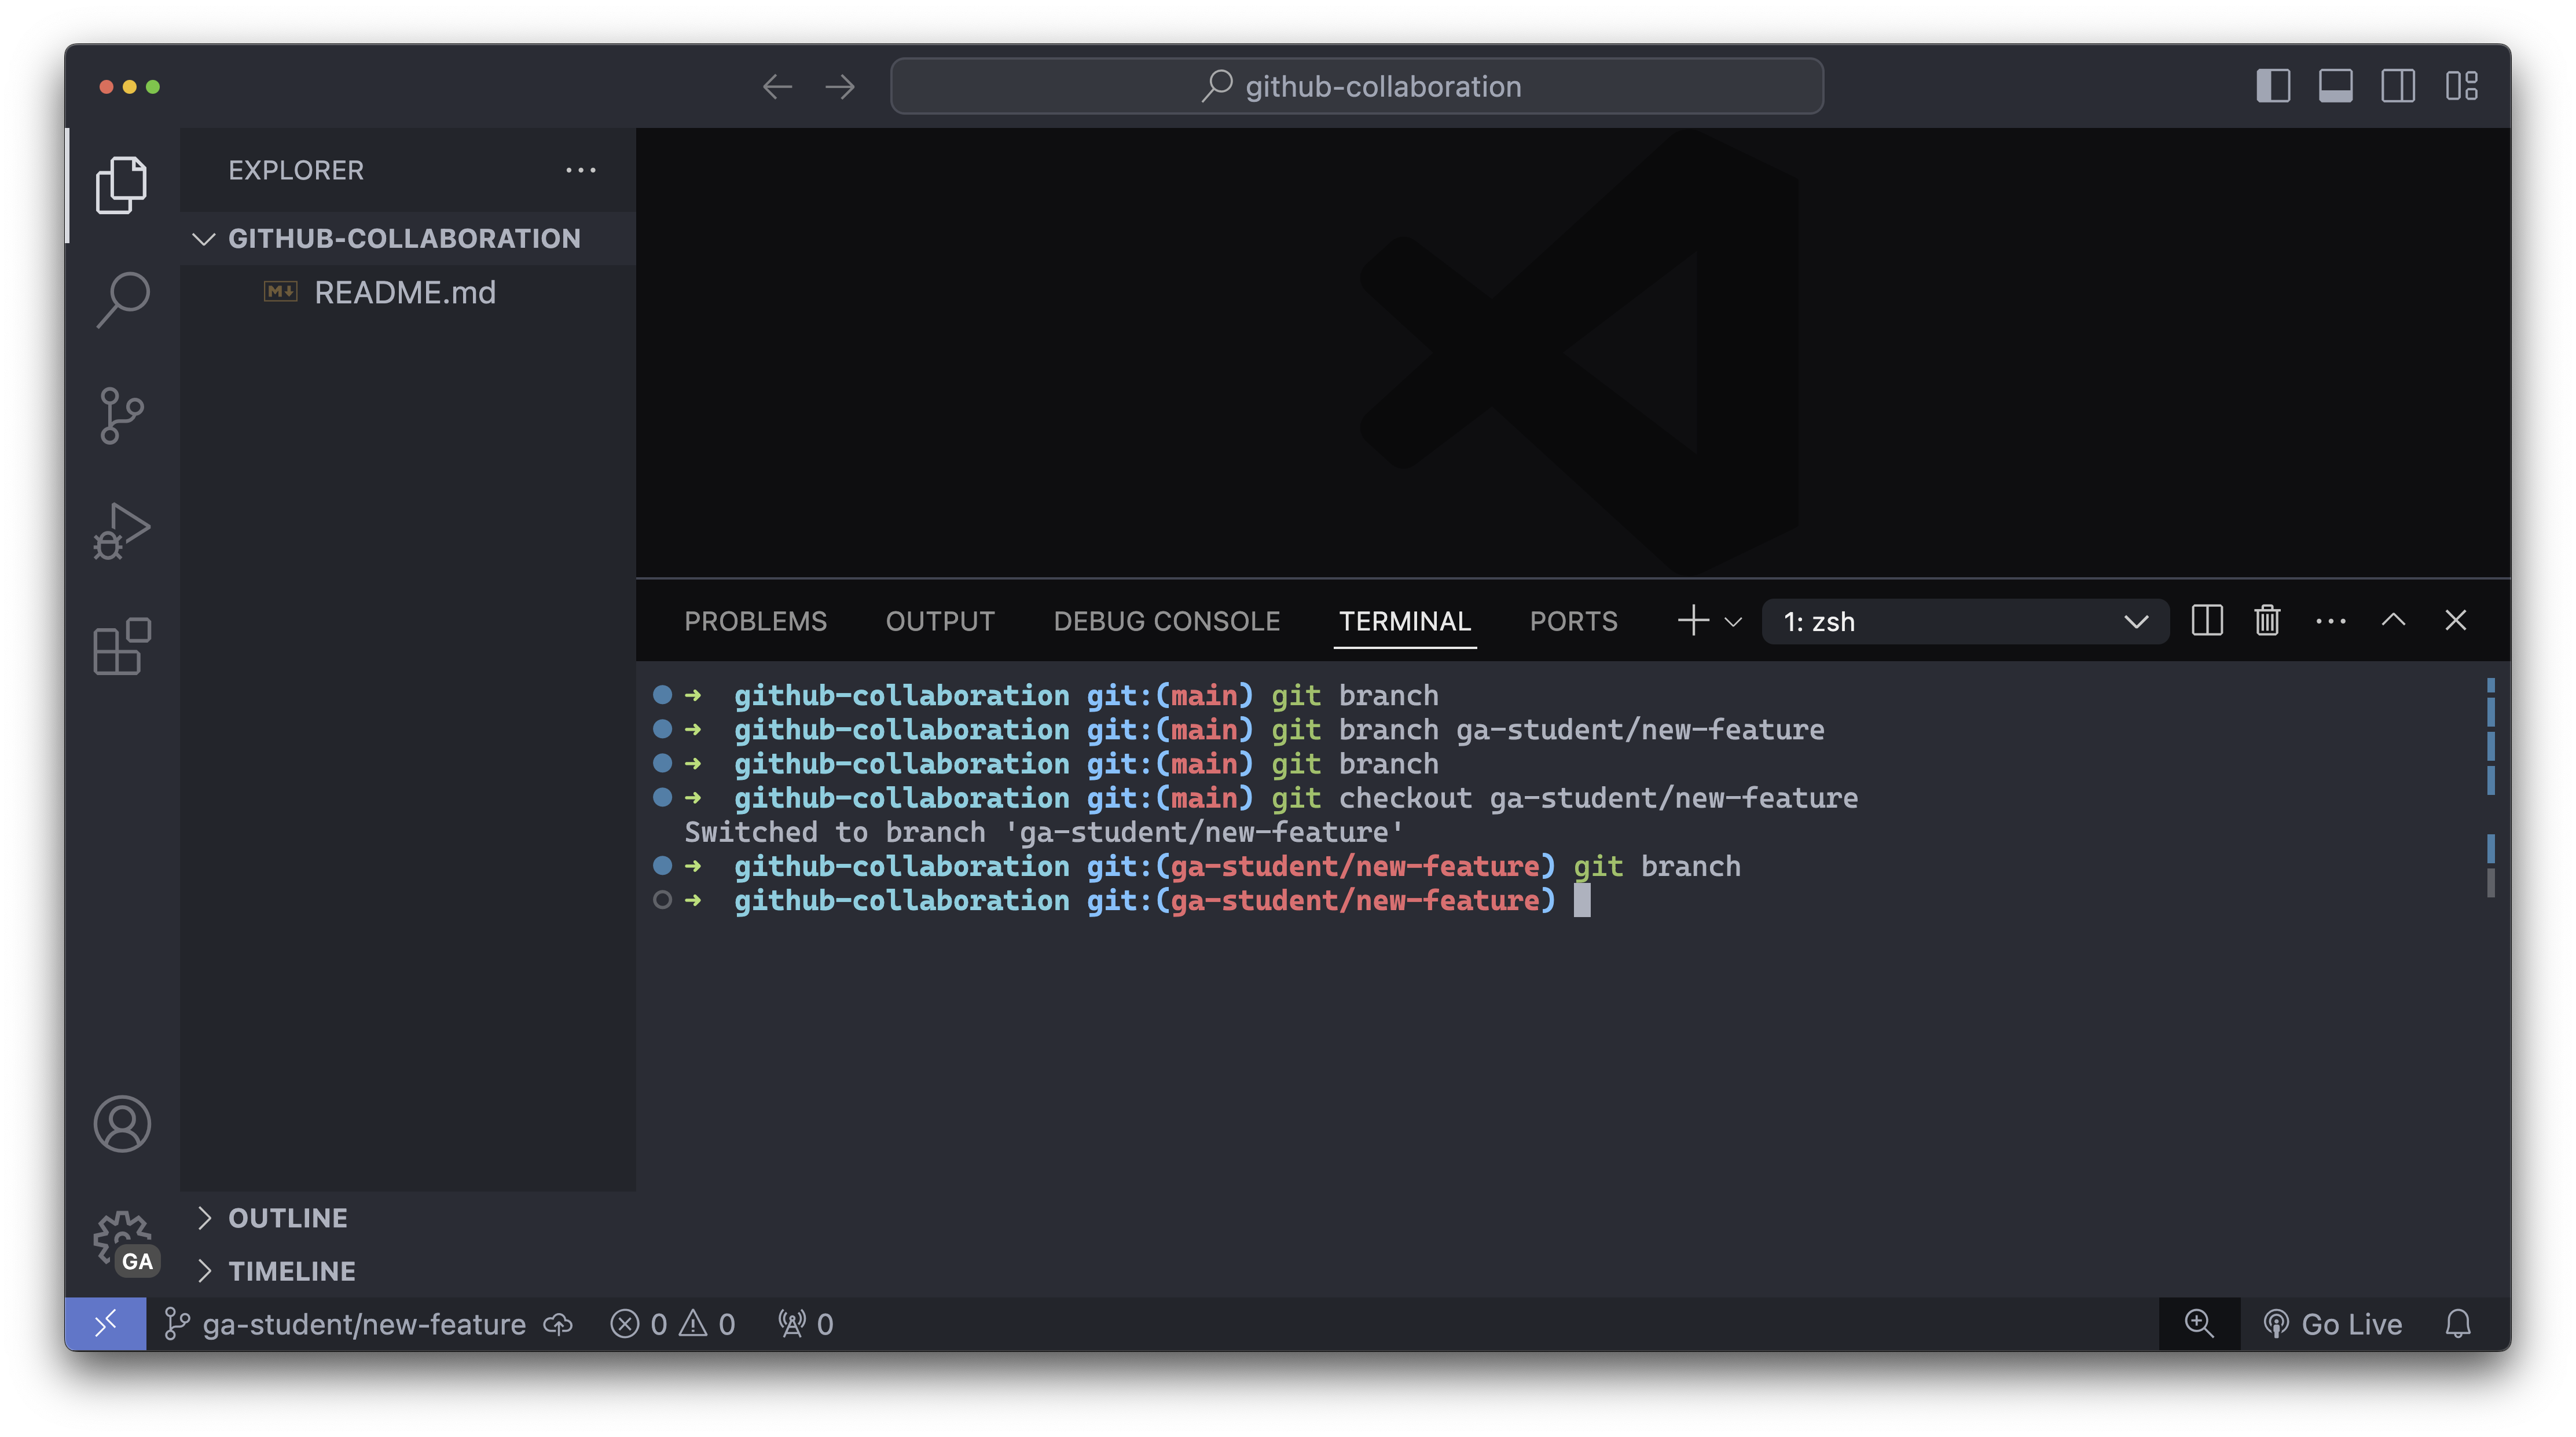 github-collaboration
EXPLORER
GITHUB-COLLABORATION
README.md
PROBLEMS OUTPUT DEBUG CONSOLE TERMINAL PORTS 1: zsh
➜ github-collaboration git:(main) git branch
➜ github-collaboration git:(main) git branch ga-student/new-feature
➜ github-collaboration git:(main) git branch
➜ github-collaboration git:(main) git checkout ga-student/new-feature
Switched to branch 'ga-student/new-feature'
➜ github-collaboration git:(ga-student/new-feature) git branch
➜ github-collaboration git:(ga-student/new-feature)
OUTLINE
GA
TIMELINE
ga-student/new-feature 0 0 0 Go Live